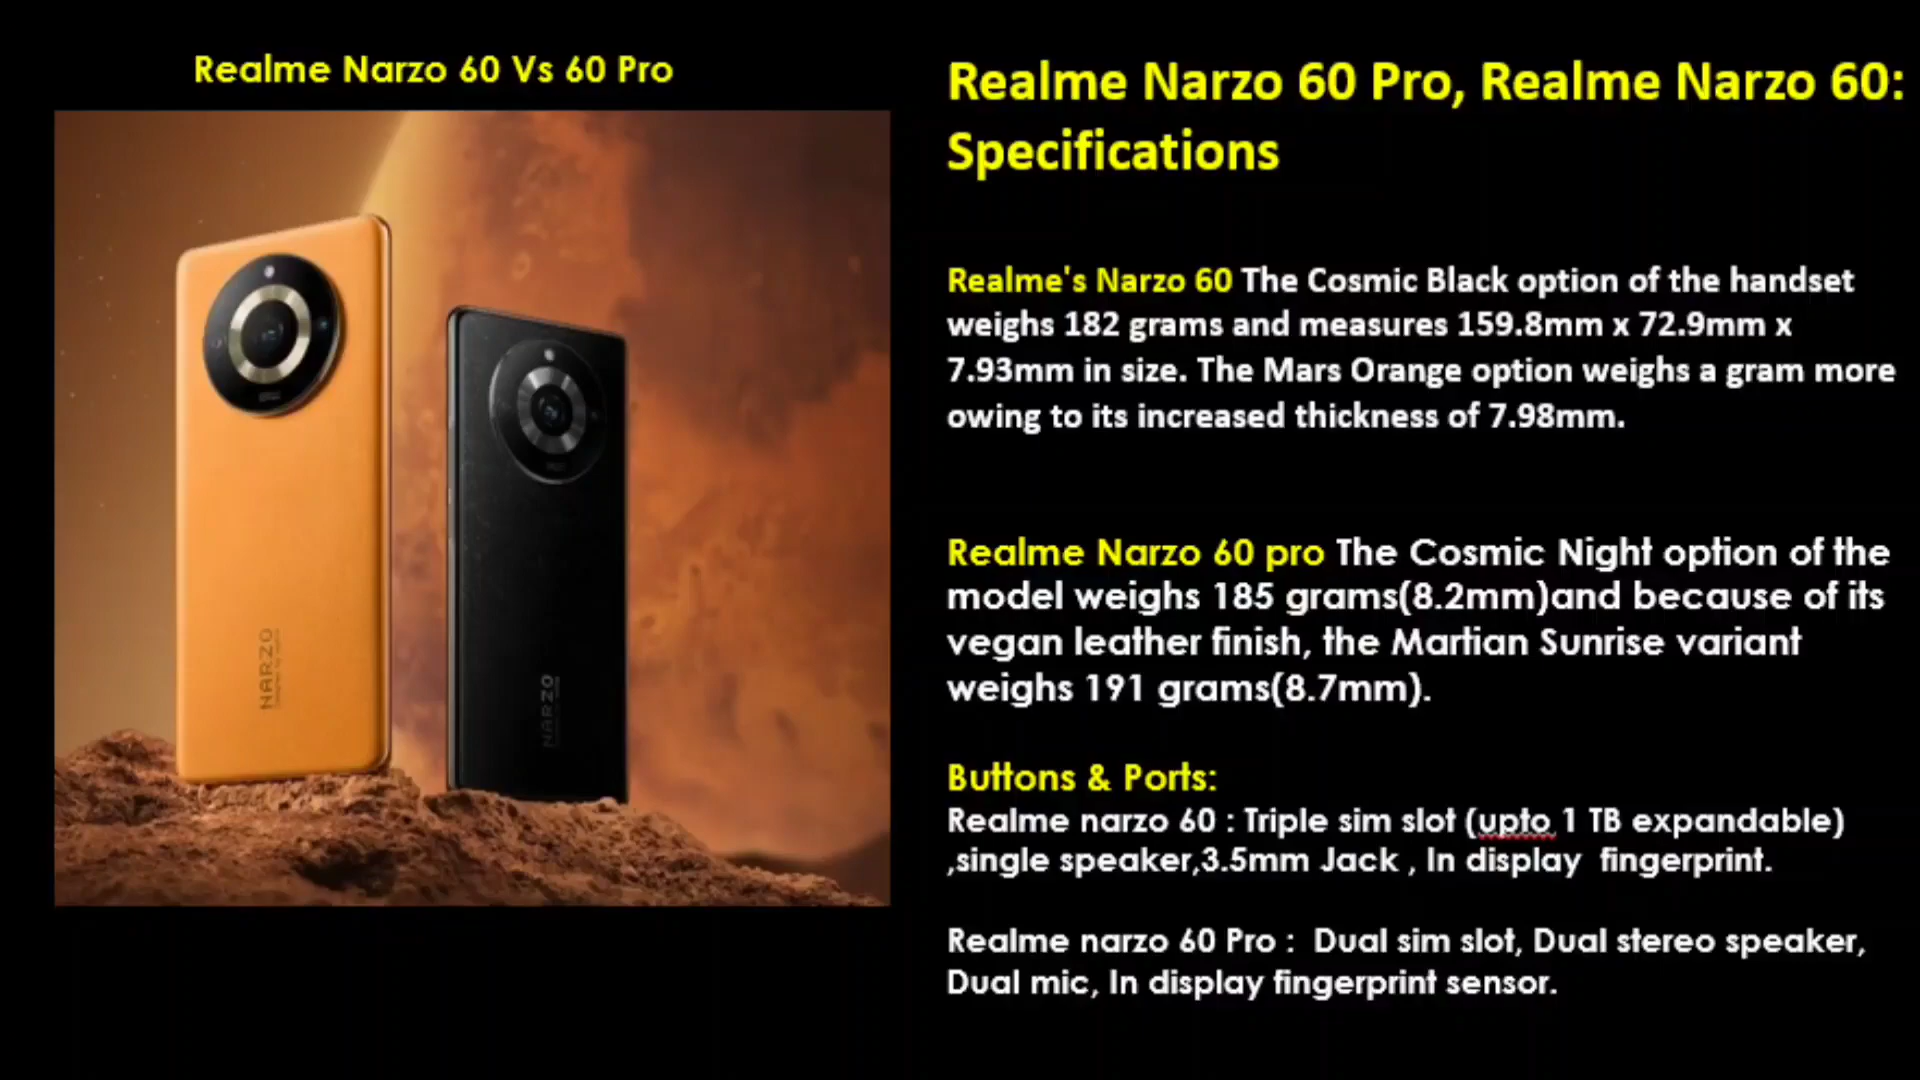 Realme Narzo 60 Vs 60 Pro
NARZO
NARZO
Realme Narzo 60 Pro, Realme Narzo 60:
Specifications
Realme's Narzo 60 The Cosmic Black option of the handset
weighs 182 grams and measures 159.8mm x 72.9mm x
7.93mm in size. The Mars Orange option weighs a gram more
owing to its increased thickness of 7.98mm.
Realme Narzo 60 pro The Cosmic Night option of the
model weighs 185 grams(8.2mm)and because of its
vegan leather finish, the Martian Sunrise variant
weighs 191 grams(8.7mm).
Buttons & Ports:
Realme narzo 60 : Triple sim slot (upto 1 TB expandable)
,single speaker,3.5mm Jack , In display  fingerprint.
Realme narzo 60 Pro :  Dual sim slot, Dual stereo speaker,
Dual mic, In display fingerprint sensor.